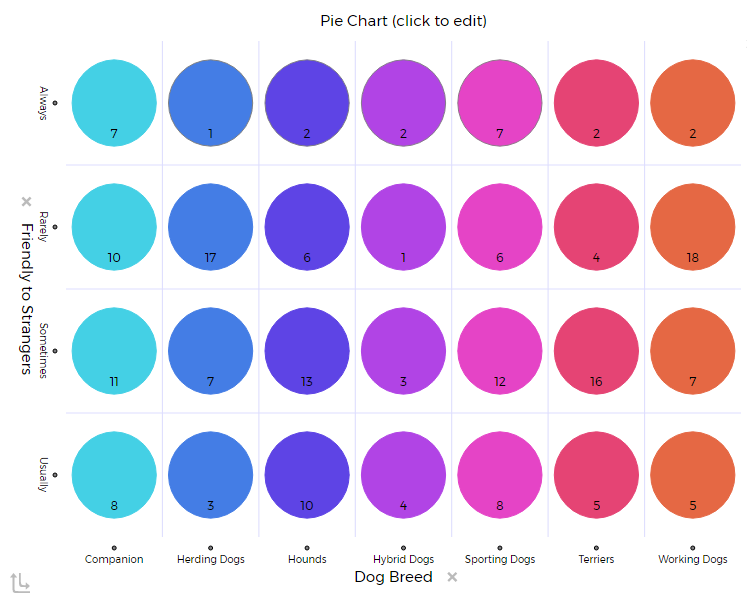 Pie Chart (click to edit)
Always
7 1 2 2 7 2 2
Rarely
10 17 6 1 6 4 18
Friendly to Strangers
Sometimes
11 7 13 3 12 16 7
Usually
8 3 10 4 8 5 5
Companion Herding Dogs Hounds Hybrid Dogs Sporting Dogs Terriers Working Dogs
Dog Breed